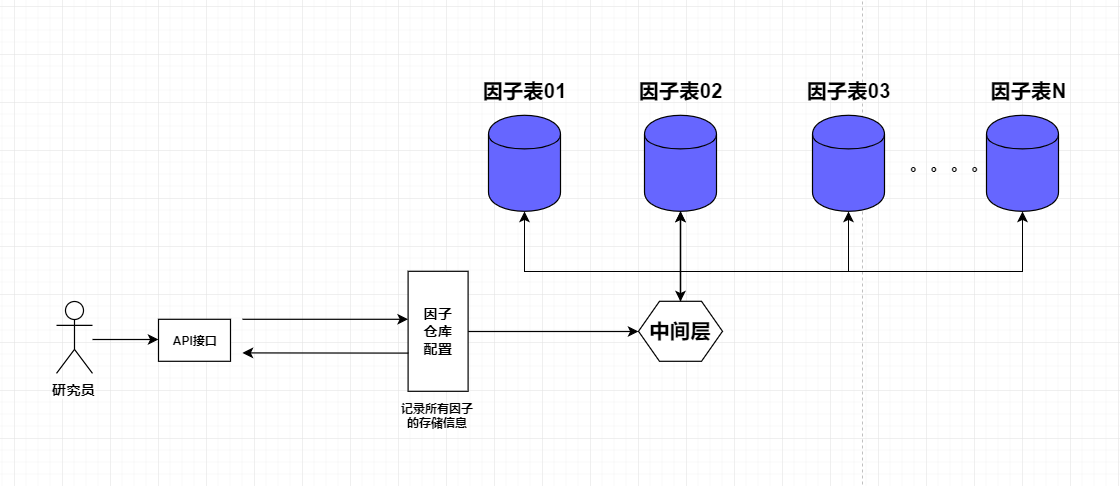 因子表01
因子表02
因子表03
因子表N
因子
仓库
配置
中间层
API接口
研究员
记录所有因子
的存储信息